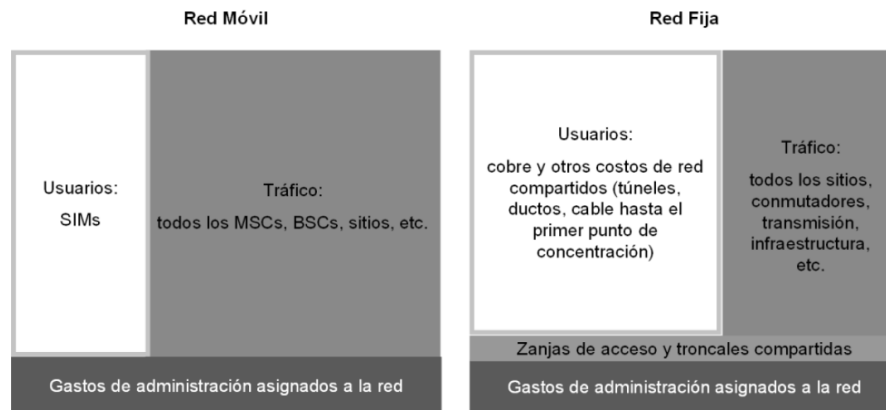 Red Móvil
Usuarios:
SIMs
Tráfico:
todos los MSCs, BSCs, sitios, etc.
Gastos de administración asignados a la red
Red Fija
Usuarios:
cobre y otros costos de red
compartidos (túneles,
ductos, cable hasta el
primer punto de
concentración)
Tráfico:
todos los sitios,
conmutadores,
transmisión,
infraestructura,
etc.
Zanjas de acceso y troncales compartidas
Gastos de administración asignados a la red